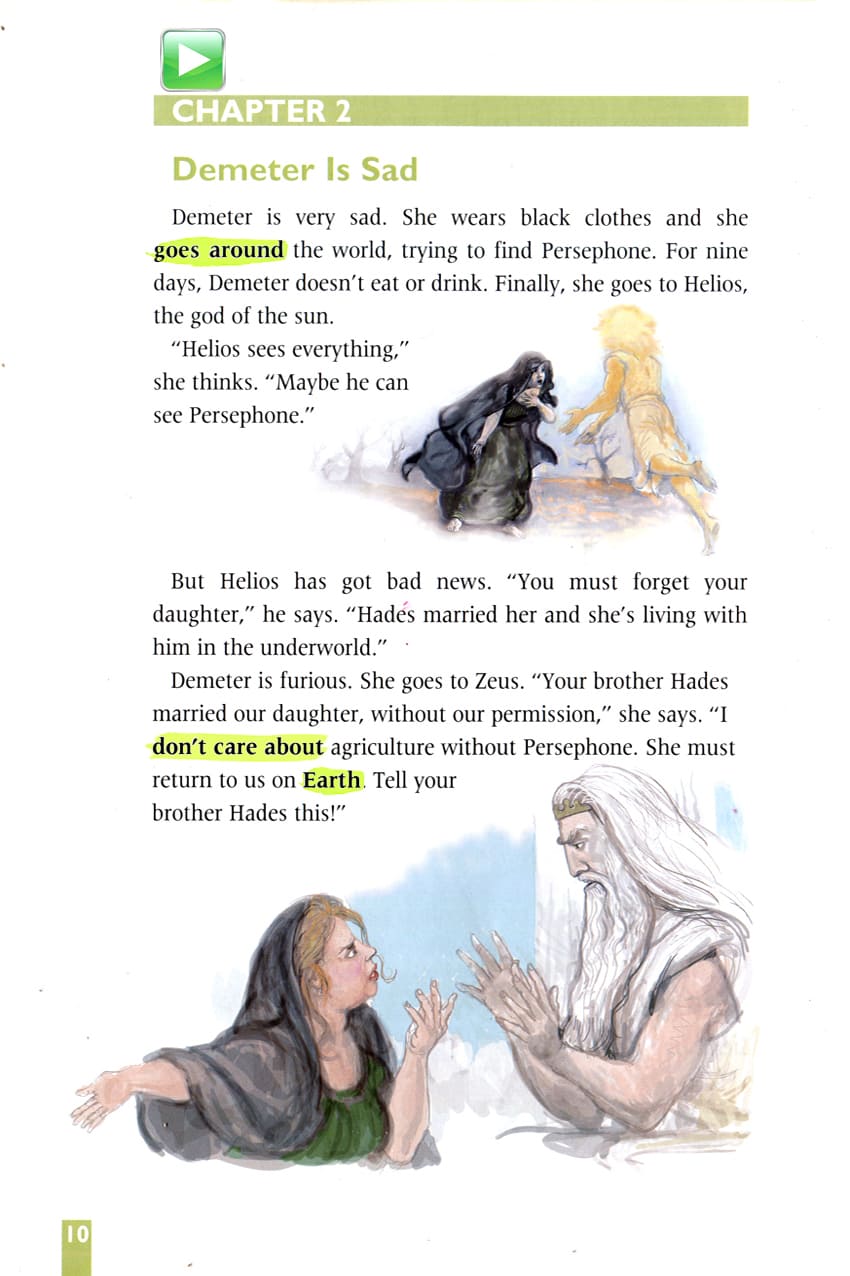 CHAPTER 2
Demeter Is Sad
Demeter is very sad. She wears black clothes and she
goes around the world, trying to find Persephone. For nine
days, Demeter doesn’t eat or drink. Finally, she goes to Helios,
the god of the sun.
“Helios sees everything,”
she thinks. “Maybe he can
see Persephone.”
But Helios has got bad news. “You must forget your
daughter,” he says. “Hades married her and she’s living with
him in the underworld.”
Demeter is furious. She goes to Zeus. “Your brother Hades
married our daughter, without our permission,” she says. “I
don’t care about agriculture without Persephone. She must
return to us on Earth. Tell your
brother Hades this!”
10